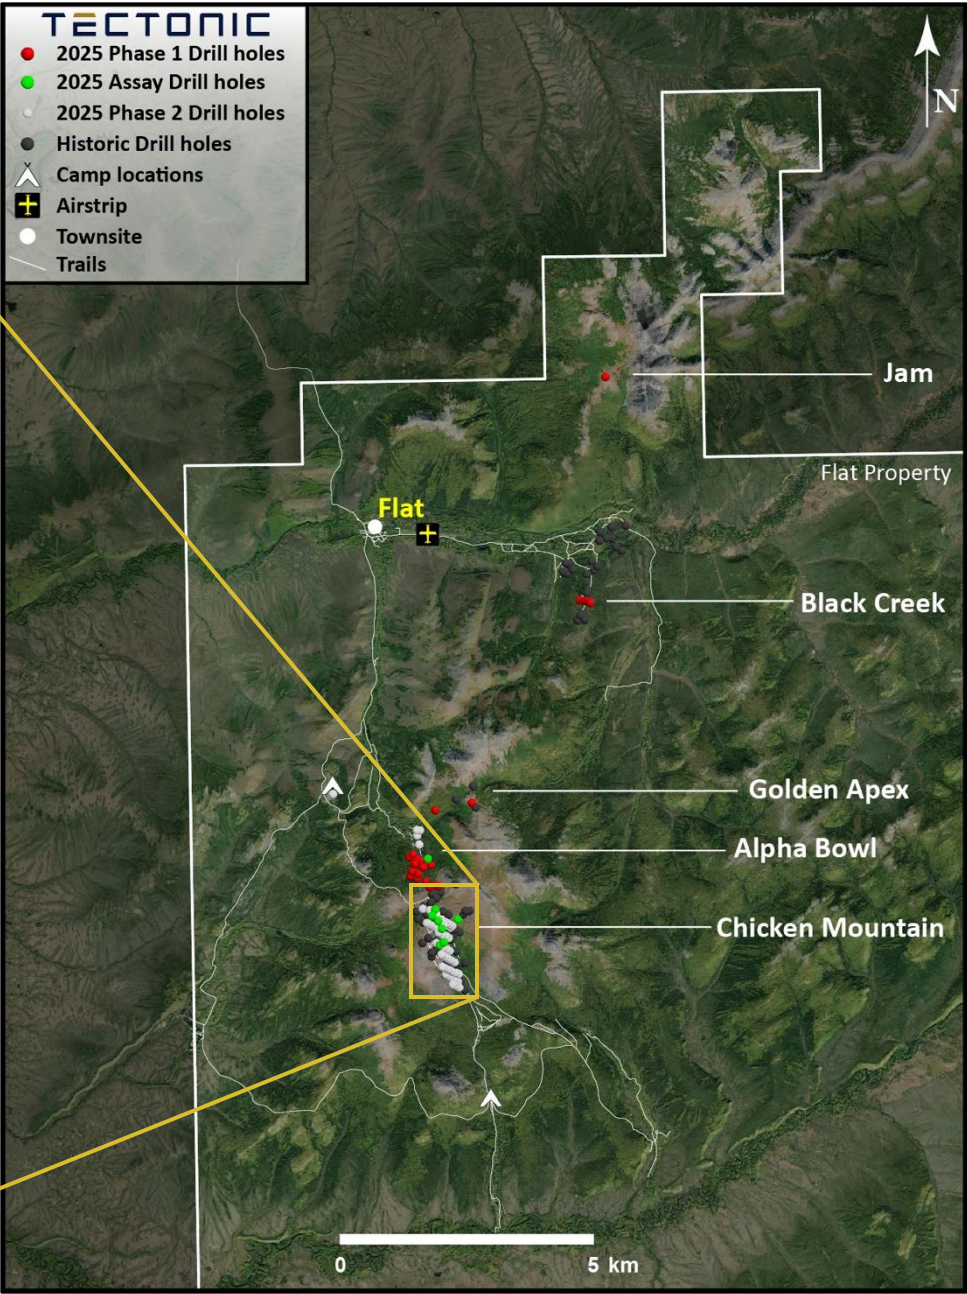 TECTONIC
2025 Phase 1 Drill holes
2025 Assay Drill holes
2025 Phase 2 Drill holes
Historic Drill holes
Camp locations
Airstrip
Townsite
Trails
N
Jam
Flat Property
Flat
Black Creek
Golden Apex
Alpha Bowl
Chicken Mountain
0 5 km